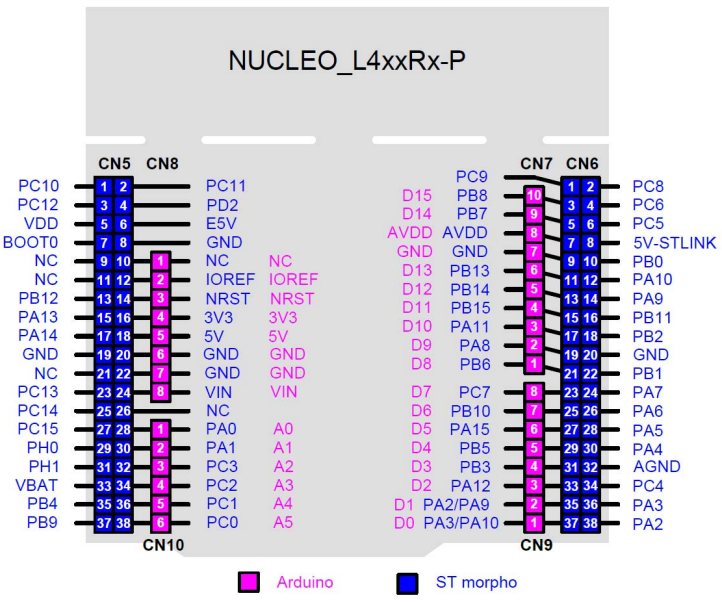 NUCLEO_L4xxRx-P
CN5 CN8 CN7 CN6
PC9
PC10 1 2 PC11 1 2 PC8
PC12 3 4 PD2 D15 PB8 10 3 4 PC6
VDD 5 6 E5V D14 PB7 9 5 6 PC5
BOOT0 7 8 GND AVDD AVDD 8 7 8 5V-STLINK
NC 9 10 1 NC NC GND GND 7 9 10 PB0
NC 11 12 2 IOREF IOREF D13 PB13 6 11 12 PA10
PB12 13 14 3 NRST NRST D12 PB14 5 13 14 PA9
PA13 15 16 4 3V3 3V3 D11 PB15 4 15 16 PB11
PA14 17 18 5 5V 5V D10 PA11 3 17 18 PB2
GND 19 20 6 GND GND D9 PA8 2 19 20 GND
NC 21 22 7 GND GND D8 PB6 1 21 22 PB1
PC13 23 24 8 VIN VIN D7 PC7 8 23 24 PA7
PC14 25 26 NC D6 PB10 7 25 26 PA6
PC15 27 28 1 PA0 A0 D5 PA15 6 27 28 PA5
PH0 29 30 2 PA1 A1 D4 PB5 5 29 30 PA4
PH1 31 32 3 PC3 A2 D3 PB3 4 31 32 AGND
VBAT 33 34 4 PC2 A3 D2 PA12 3 33 34 PC4
PB4 35 36 5 PC1 A4 D1 PA2/PA9 2 35 36 PA3
PB9 37 38 6 PC0 A5 D0 PA3/PA10 1 37 38 PA2
CN10 CN9
Arduino ST morpho